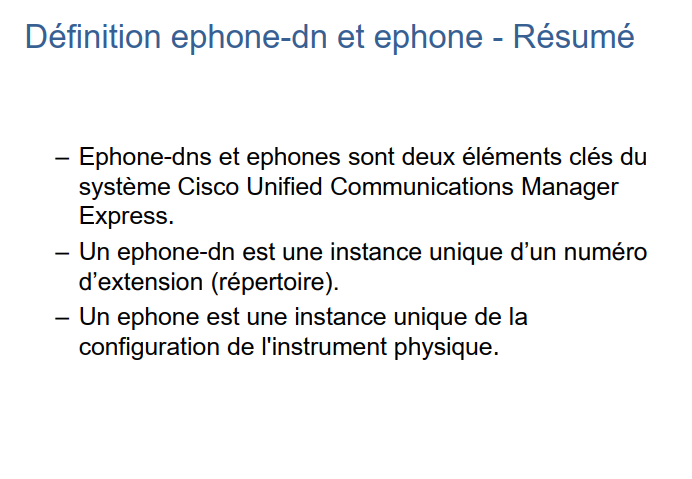 Définition ephone-dn et ephone - Résumé
– Ephone-dns et ephones sont deux éléments clés du
système Cisco Unified Communications Manager
Express.
– Un ephone-dn est une instance unique d’un numéro
d’extension (répertoire).
– Un ephone est une instance unique de la
configuration de l'instrument physique.